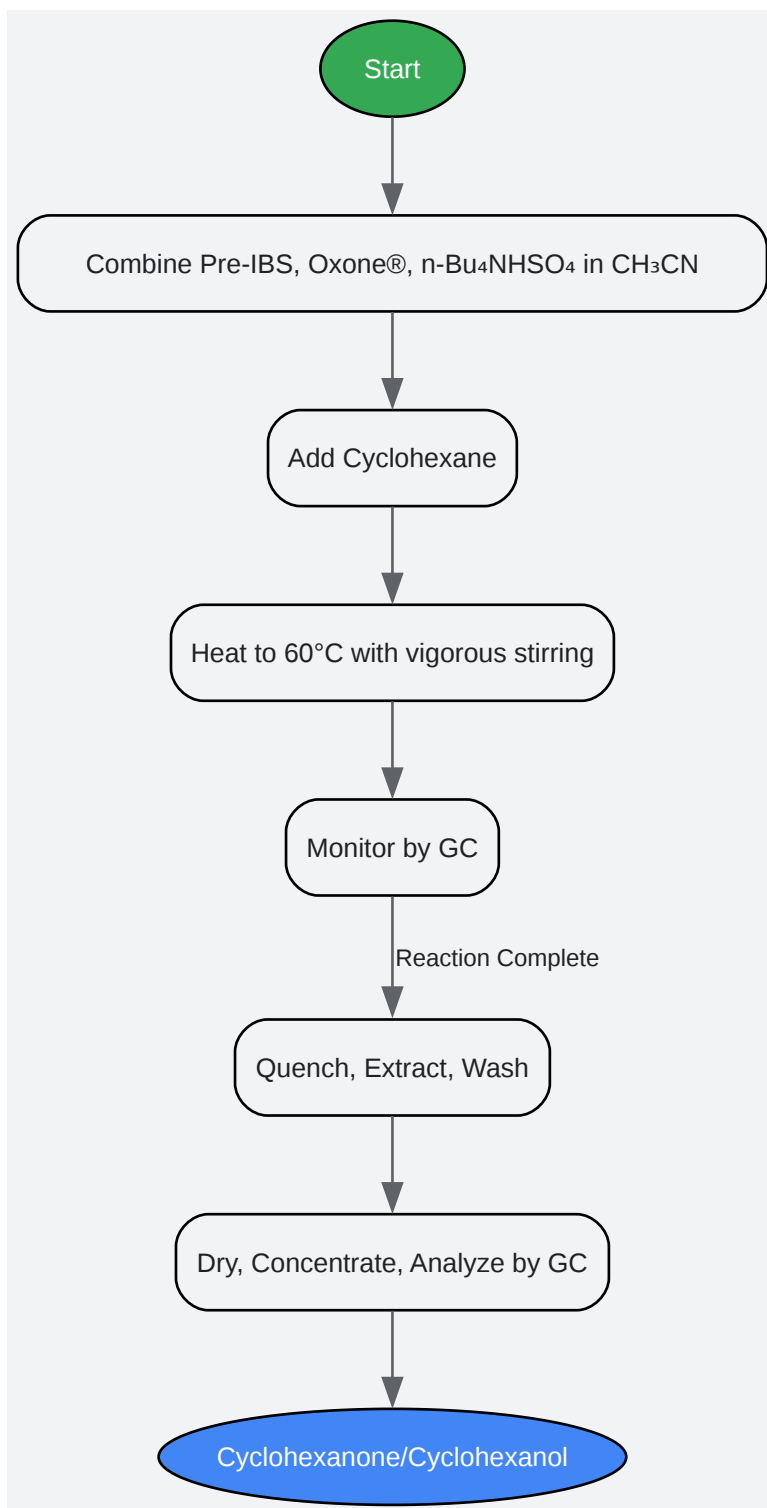 Start
Combine Pre-IBS, Oxone®, n-Bu₄NHSO₄ in CH₃CN
Add Cyclohexane
Heat to 60°C with vigorous stirring
Monitor by GC
Reaction Complete
Quench, Extract, Wash
Dry, Concentrate, Analyze by GC
Cyclohexanone/Cyclohexanol